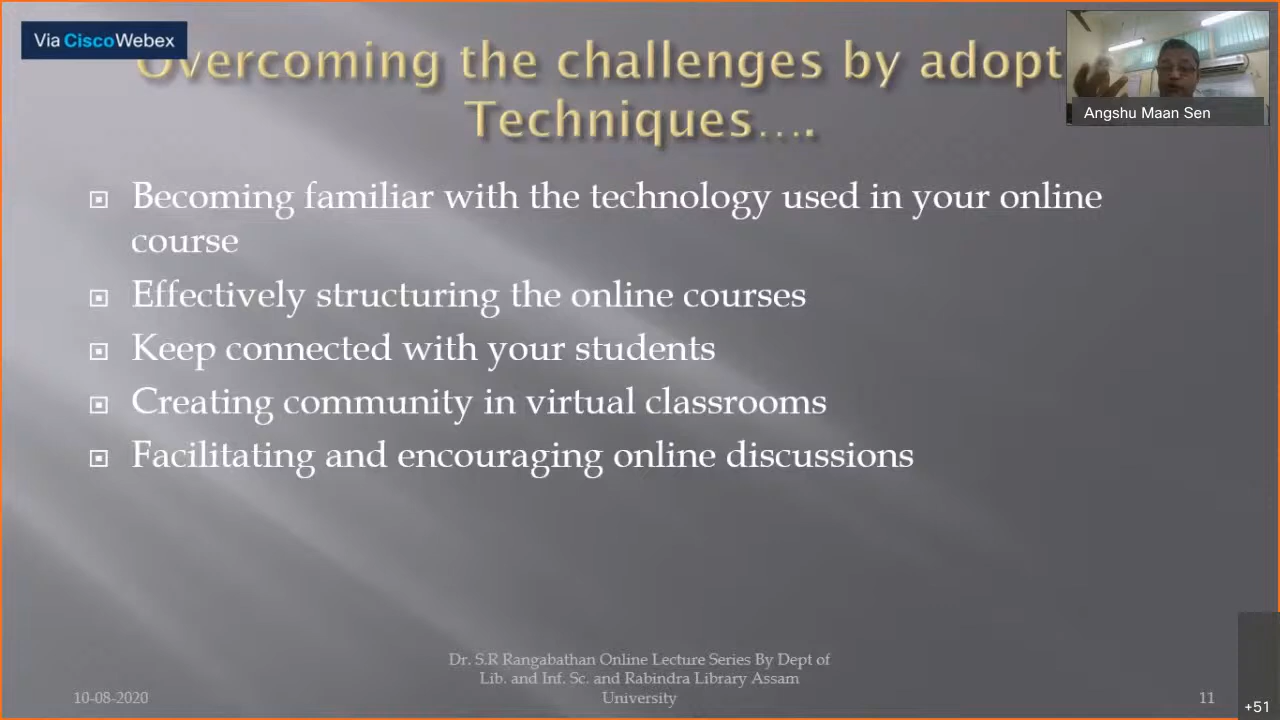 Via CiscoWebex
Overcoming the challenges by adopt
Techniques....
Angshu Maan Sen
Becoming familiar with the technology used in your online
course
Effectively structuring the online courses
Keep connected with your students
Creating community in virtual classrooms
Facilitating and encouraging online discussions
Dr. S.R Rangabathan Online Lecture Series By Dept of
Lib. and Inf. Sc. and Rabindra Library Assam
University
10-08-2020
11
+51